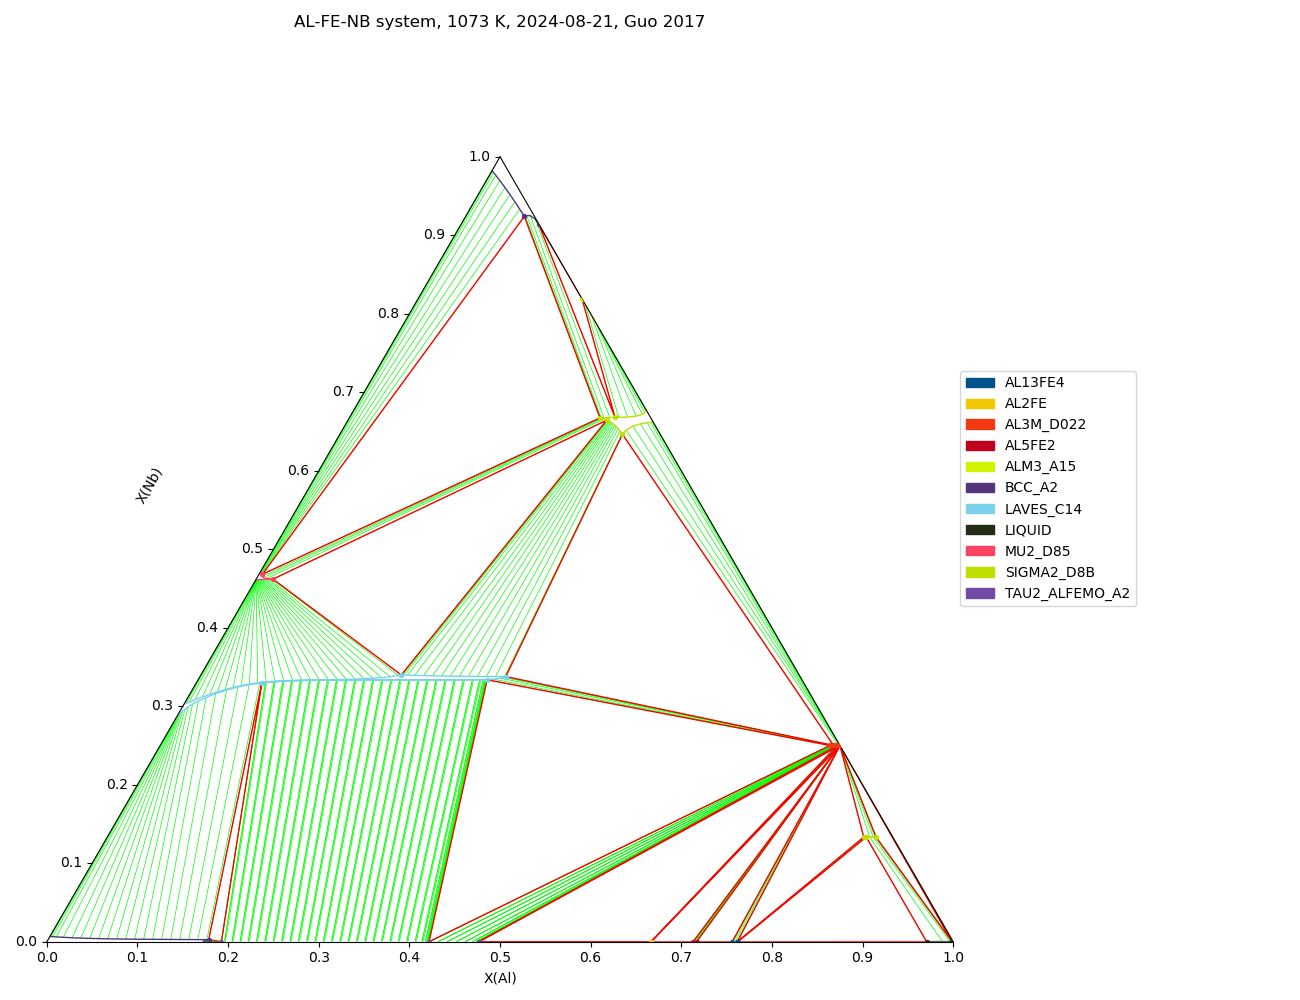 AL-FE-NB system, 1073 K, 2024-08-21, Guo 2017
1.0
0.9
0.8
0.7
0.6
0.5
0.4
0.3
0.2
0.1
0.0
X(Nb)
0.0 0.1 0.2 0.3 0.4 0.5 0.6 0.7 0.8 0.9 1.0
X(Al)
AL13FE4
AL2FE
AL3M_D022
AL5FE2
ALM3_A15
BCC_A2
LAVES_C14
LIQUID
MU2_D85
SIGMA2_D8B
TAU2_ALFEMO_A2